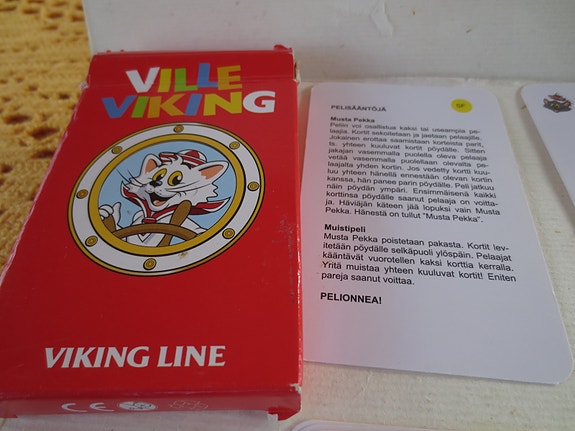 VILLE
VIKING
VIKING LINE
CE
PELISÄÄNTÖJÄ
SF
Musta Pekka
Peliin voi osallistua kaksi tai useampia pe-
laajia. Kortit sekoitetaan ja jaetaan pelaajille.
Jokainen erottaa saamistaan korteista parit,
ts. yhteen kuuluvat kortit pöydälle. Sitten
jakajan vasemmalla puolella oleva pelaaja
vetää vasemmalla puolellaan olevalta pe-
laajalta yhden kortin. Jos vedetty kortti kuu-
luu yhteen hänellä ennestään olevan kortin
kanssa, hän panee parin pöydälle. Peli jatkuu
näin pöydän ympäri. Ensimmäisenä kaikki
korttinsa pöydälle saanut pelaaja on voitta-
ja. Häviäjän käteen jää lopuksi vain Musta
Pekka. Hänestä on tullut "Musta Pekka".
Muistipeli
Musta Pekka poistetaan pakasta. Kortit lev-
itetään pöydälle selkäpuoli ylöspäin. Pelaajat
kääntävät vuorotellen kaksi korttia kerralla.
Yritä muistaa yhteen kuuluvat kortit! Eniten
pareja saanut voittaa.
PELIONNEA!